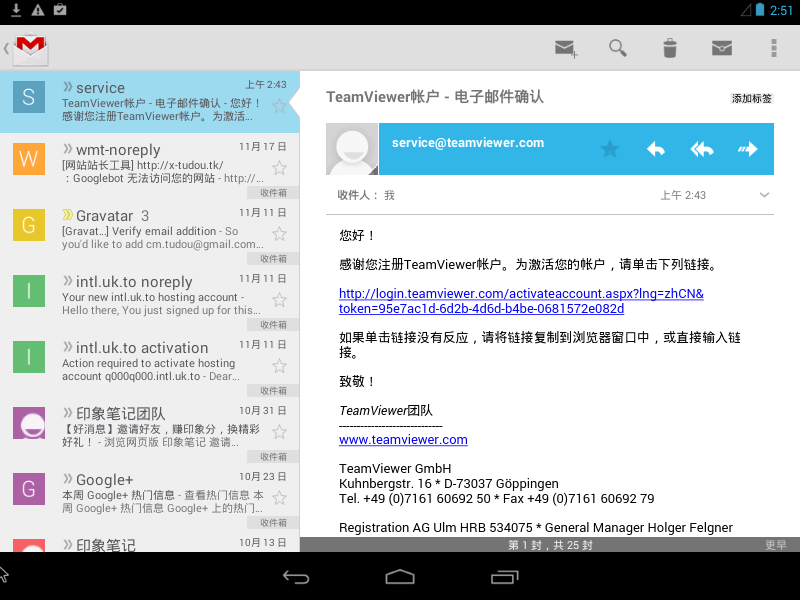 2:51
service
上午 2:43
TeamViewer帐户 - 电子邮件确认 - 您好！
感谢您注册TeamViewer帐户。为激活...
wmt-noreply
11月17日
[网站站长工具] http://x-tudou.tk/
：Googlebot 无法访问您的网站 - http://...
收件箱
Gravatar 3
11月11日
[Gravat...] Verify email addition - So
you'd like to add cm.tudou@gmail.com...
收件箱
intl.uk.to noreply
11月11日
Your new intl.uk.to hosting account -
Hello there, You just signed up for this...
收件箱
intl.uk.to activation
11月11日
Action required to activate hosting
account q000q000.intl.uk.to - Dear...
收件箱
印象笔记团队
10月31日
【好消息】邀请好友，赚印象分，换精彩
好礼！ - 浏览网页版 印象笔记 邀请...
收件箱
Google+
10月23日
本周 Google+ 热门信息 - 查看热门信息 本
周 Google+ 热门信息 Google+ 上的热门...
收件箱
印象笔记
10月13日
S
W
G
I
I
G
TeamViewer帐户 - 电子邮件确认
添加标签
service@teamviewer.com
收件人： 我
上午 2:43
您好！
感谢您注册TeamViewer帐户。为激活您的帐户，请单击下列链接。
http://login.teamviewer.com/activateaccount.aspx?lng=zhCN&
token=95e7ac1d-6d2b-4d6d-b4be-0681572e082d
如果单击链接没有反应，请将链接复制到浏览器窗口中，或直接输入链
接。
致敬！
TeamViewer团队
-----------------------------
www.teamviewer.com
TeamViewer GmbH
Kuhnbergstr. 16 * D-73037 Göppingen
Tel. +49 (0)7161 60692 50 * Fax +49 (0)7161 60692 79
Registration AG Ulm HRB 534075 * General Manager Holger Felgner
第 1 封，共 25 封
更早